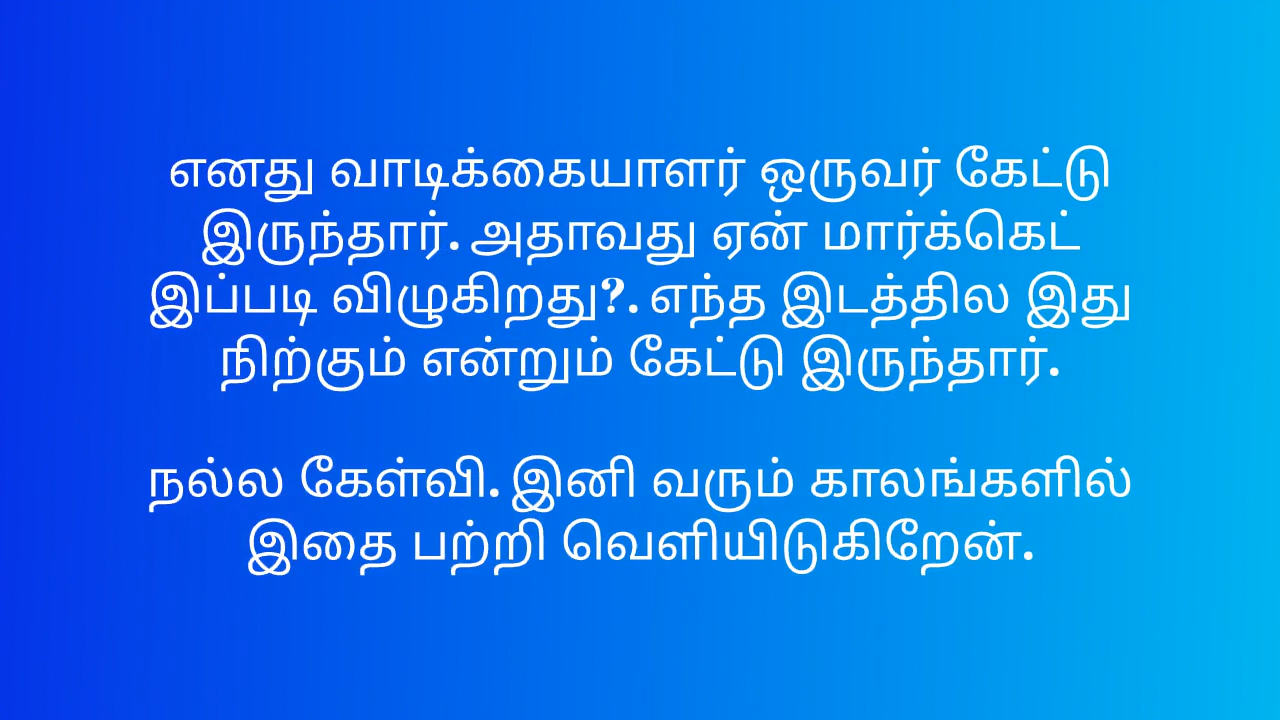 எனது வாடிக்கையாளர் ஒருவர் கேட்டு
இருந்தார். அதாவது ஏன் மார்க்கெட்
இப்படி விழுகிறது?. எந்த இடத்தில இது
நிற்கும் என்றும் கேட்டு இருந்தார்.
நல்ல கேள்வி. இனி வரும் காலங்களில்
இதை பற்றி வெளியிடுகிறேன்.